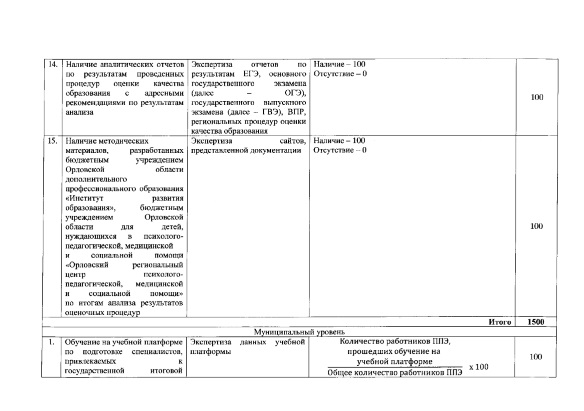 14. Наличие аналитических отчетов
по результатам проведенных
процедур оценки качества
образования с адресными
рекомендациями по результатам
анализа
Экспертиза отчетов по
результатам ЕГЭ, основного
государственного экзамена
(далее – ОГЭ),
государственного выпускного
экзамена (далее – ГВЭ), ВПР,
региональных процедур оценки
качества образования
Наличие – 100
Отсутствие – 0
100
15. Наличие методических
материалов, разработанных
бюджетным учреждением
Орловской области
дополнительного
профессионального образования
«Институт развития
образования», бюджетным
учреждением Орловской
области для детей,
нуждающихся в психолого-
педагогической, медицинской
и социальной помощи
«Орловский региональный
центр психолого-
педагогической, медицинской
и социальной помощи»
по итогам анализа результатов
оценочных процедур
Экспертиза сайтов,
представленной документации
Наличие – 100
Отсутствие – 0
100
Итого 1500
Муниципальный уровень
1. Обучение на учебной платформе
по подготовке специалистов,
привлекаемых к
государственной итоговой
Экспертиза данных учебной
платформы
Количество работников ППЭ,
прошедших обучение на
учебной платформе
Общее количество работников ППЭ
х 100
100